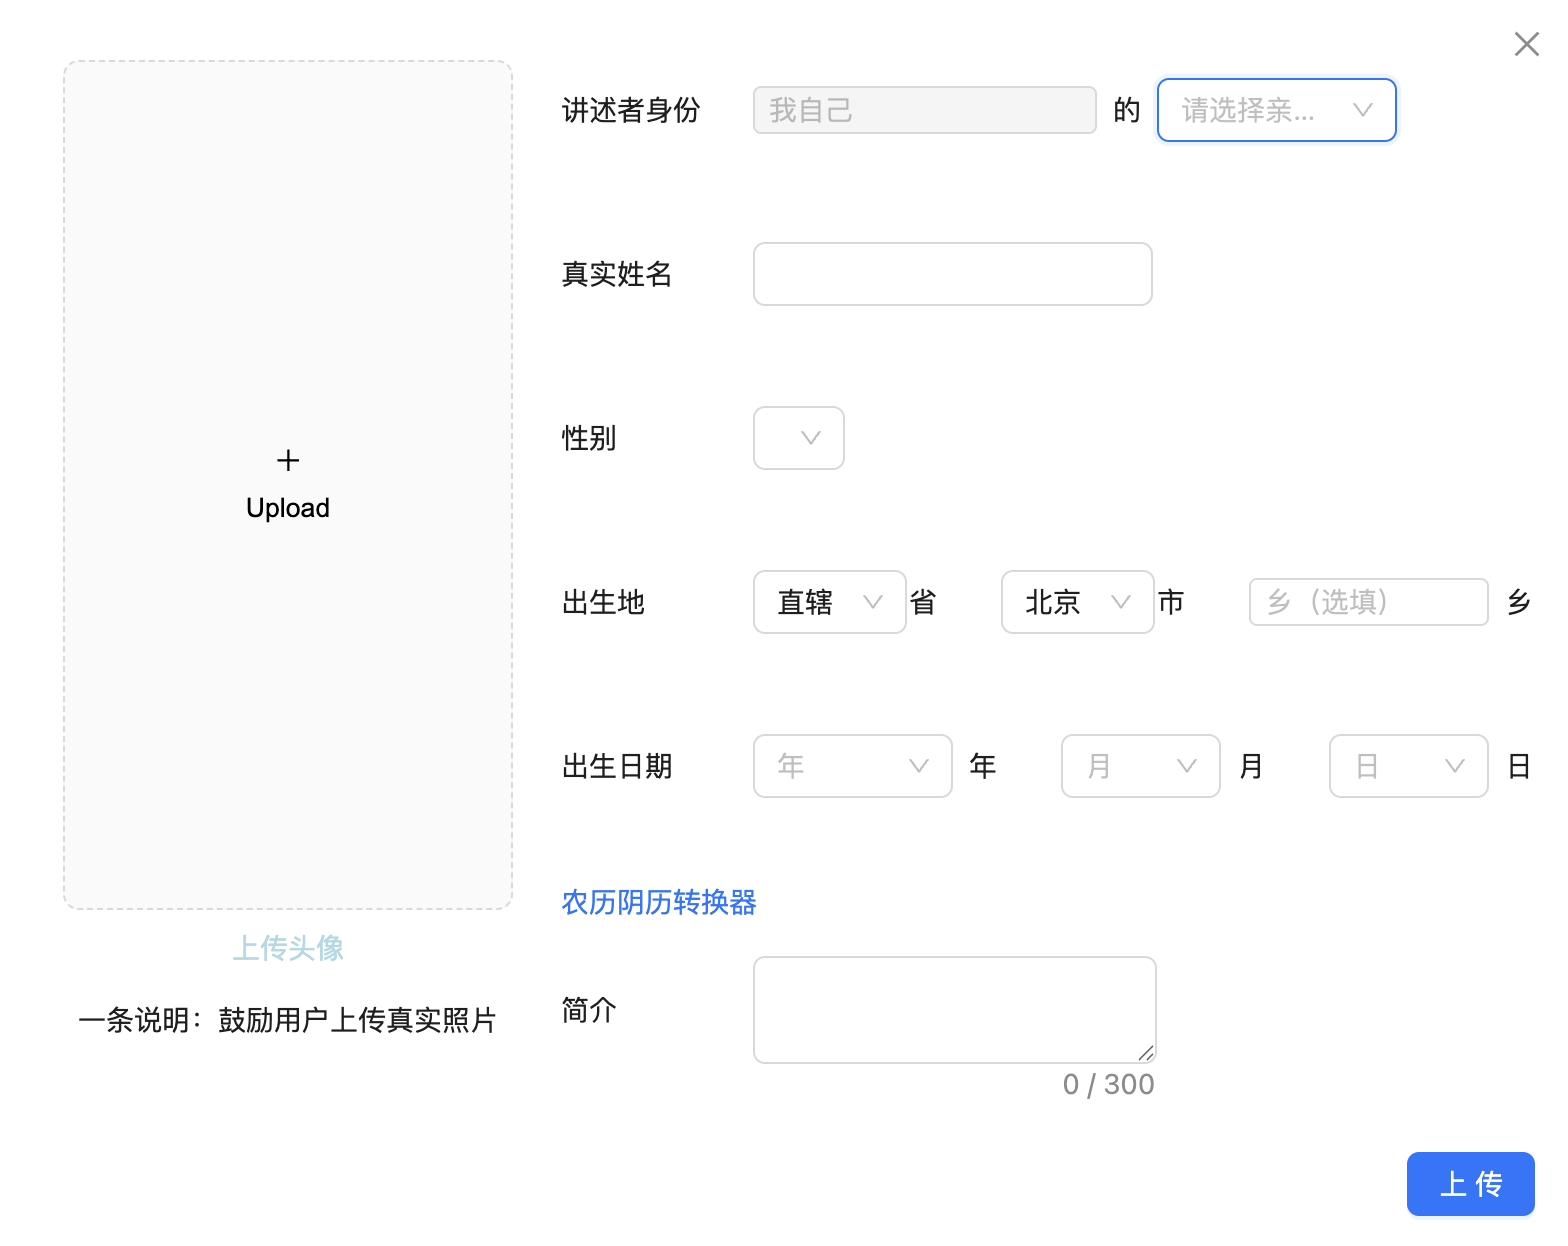 讲述者身份 我自己 的 请选择亲...
真实姓名
性别
Upload
出生地 直辖 省 北京 市 乡（选填） 乡
出生日期 年 年 月 月 日 日
农历阴历转换器
上传头像
简介
一条说明：鼓励用户上传真实照片
0 / 300
上 传